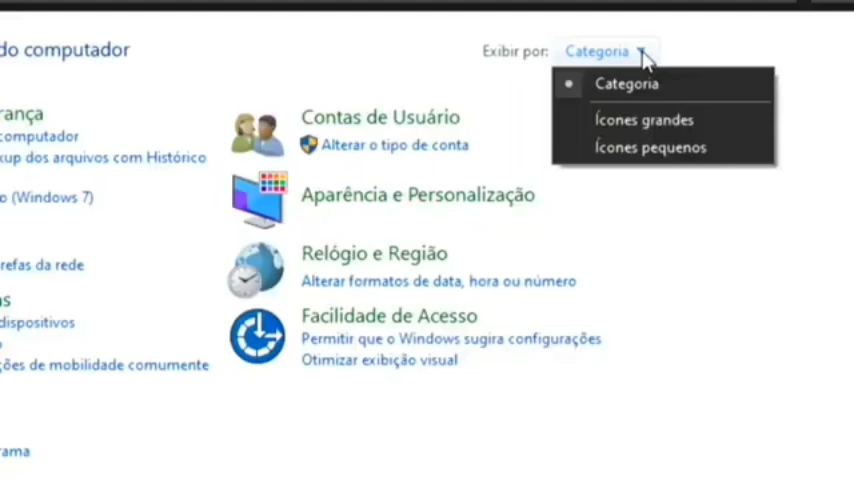 do computador
Exibir por: Categoria
Categoria
Ícones grandes
Ícones pequenos
rança
computador
kup dos arquivos com Histórico
o (Windows 7)
refas da rede
as
dispositivos
o
ções de mobilidade comumente
rama
Contas de Usuário
Alterar o tipo de conta
Aparência e Personalização
Relógio e Região
Alterar formatos de data, hora ou número
Facilidade de Acesso
Permitir que o Windows sugira configurações
Otimizar exibição visual